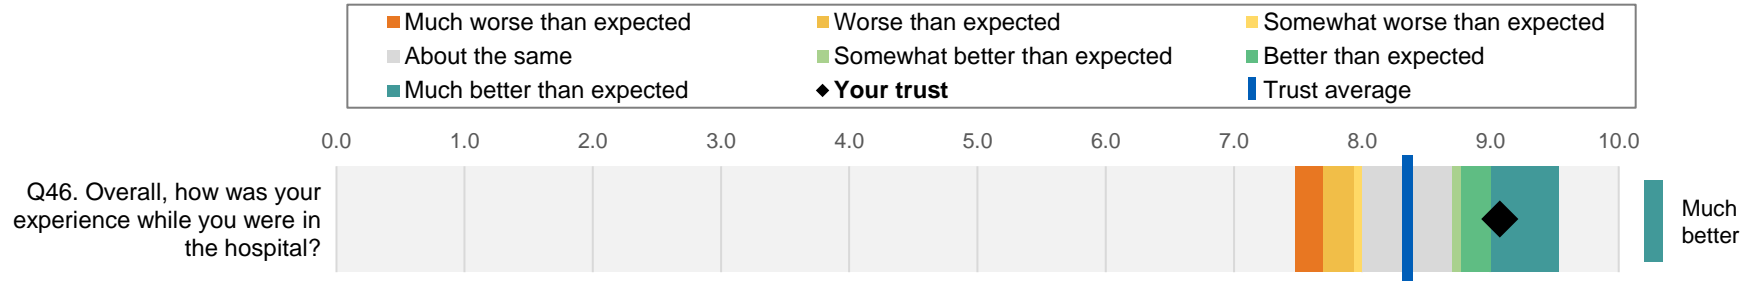 Much worse than expected
Worse than expected
Somewhat worse than expected
About the same
Somewhat better than expected
Better than expected
Much better than expected
Your trust
Trust average
0.0 1.0 2.0 3.0 4.0 5.0 6.0 7.0 8.0 9.0 10.0
Q46. Overall, how was your
experience while you were in
the hospital?
Much
better